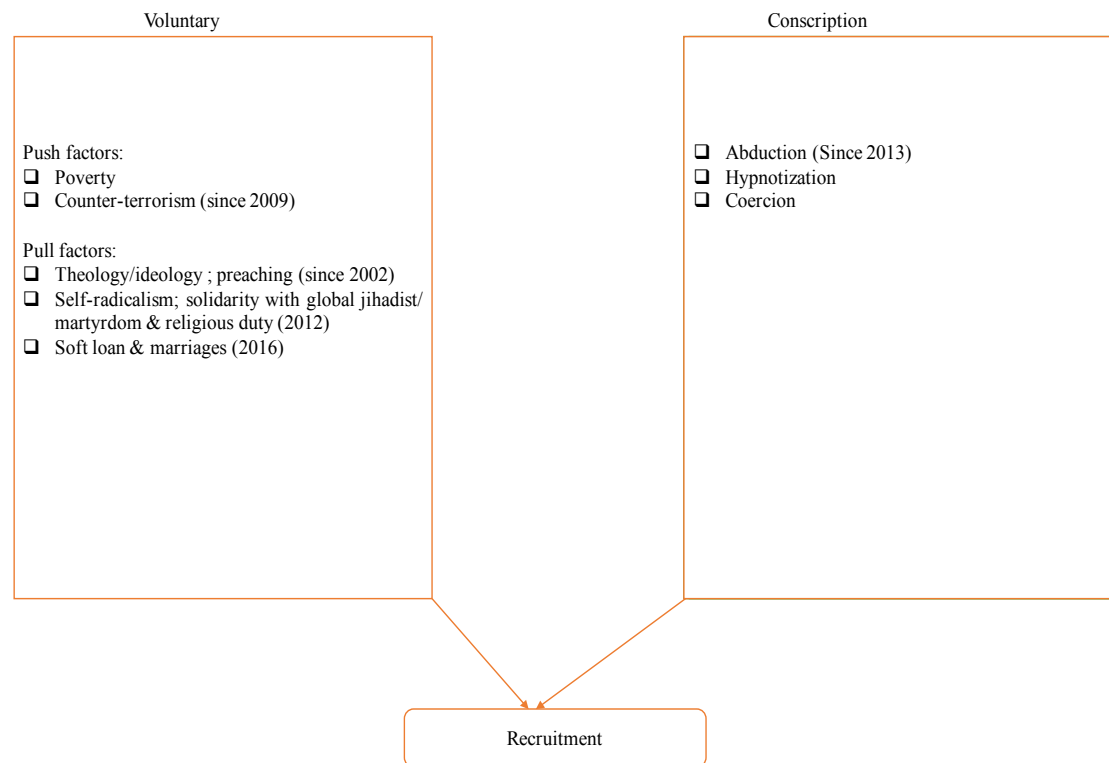 Voluntary
Conscription
Push factors:
❑ Poverty
❑ Counter-terrorism (since 2009)
Pull factors:
❑ Theology/ideology ; preaching (since 2002)
❑ Self-radicalism; solidarity with global jihadist/
martyrdom & religious duty (2012)
❑ Soft loan & marriages (2016)
❑ Abduction (Since 2013)
❑ Hypnotization
❑ Coercion
Recruitment